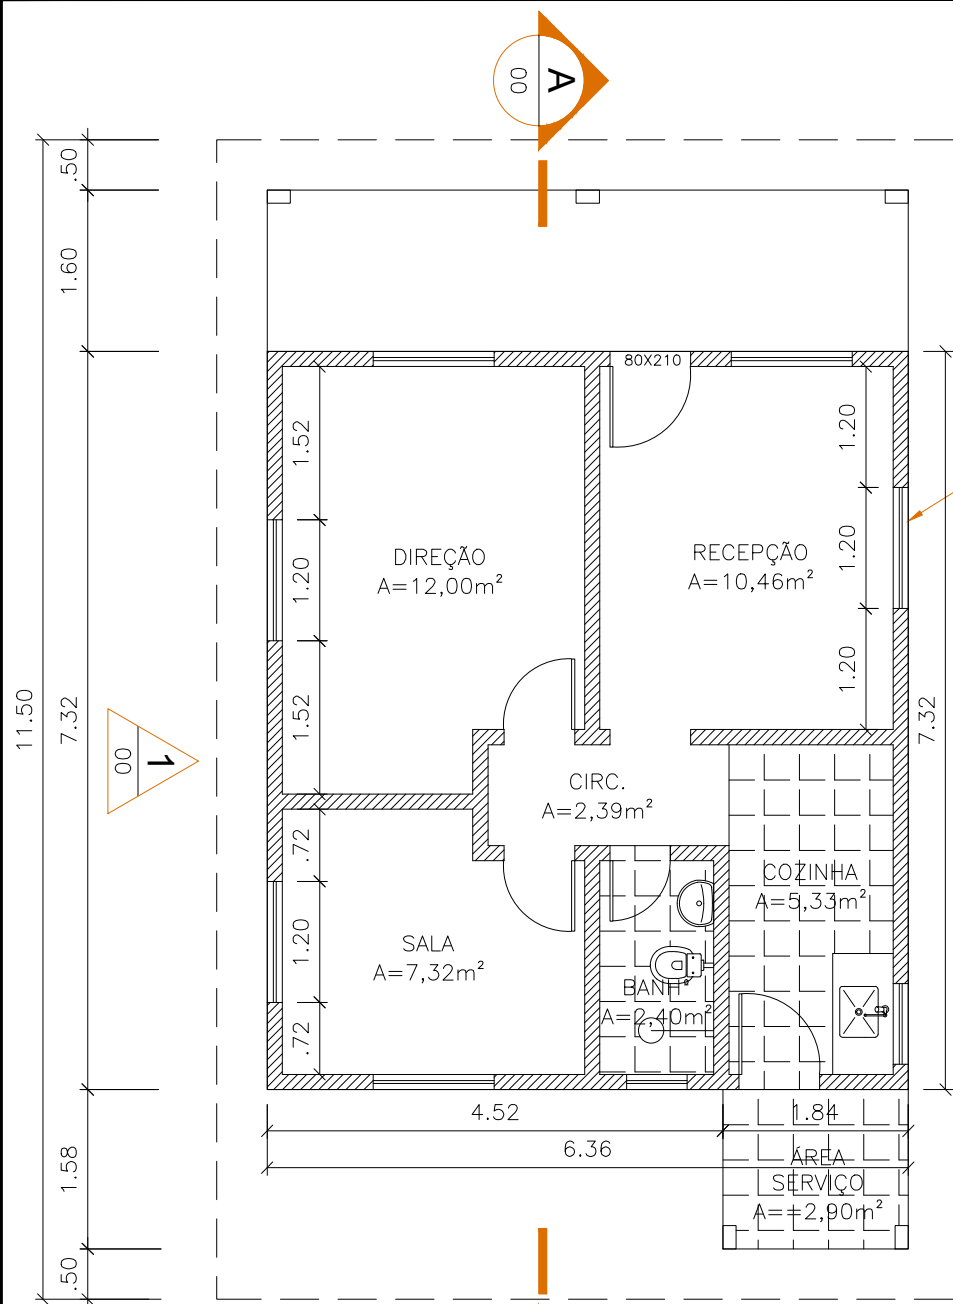 A
00
.50
1.60
80X210
1.52
1.20
DIREÇÃO
A=12,00m²
RECEPÇÃO
A=10,46m²
1.20
1.20
1.20
1.52
11.50
7.32
7.32
1
00
CIRC.
A=2,39m²
.72
COZINHA
A=5,33m²
1.20
SALA
A=7,32m²
BANH
A=2,40m²
.72
4.52
1.84
6.36
1.58
ÁREA
SERVIÇO
A==2,90m²
.50